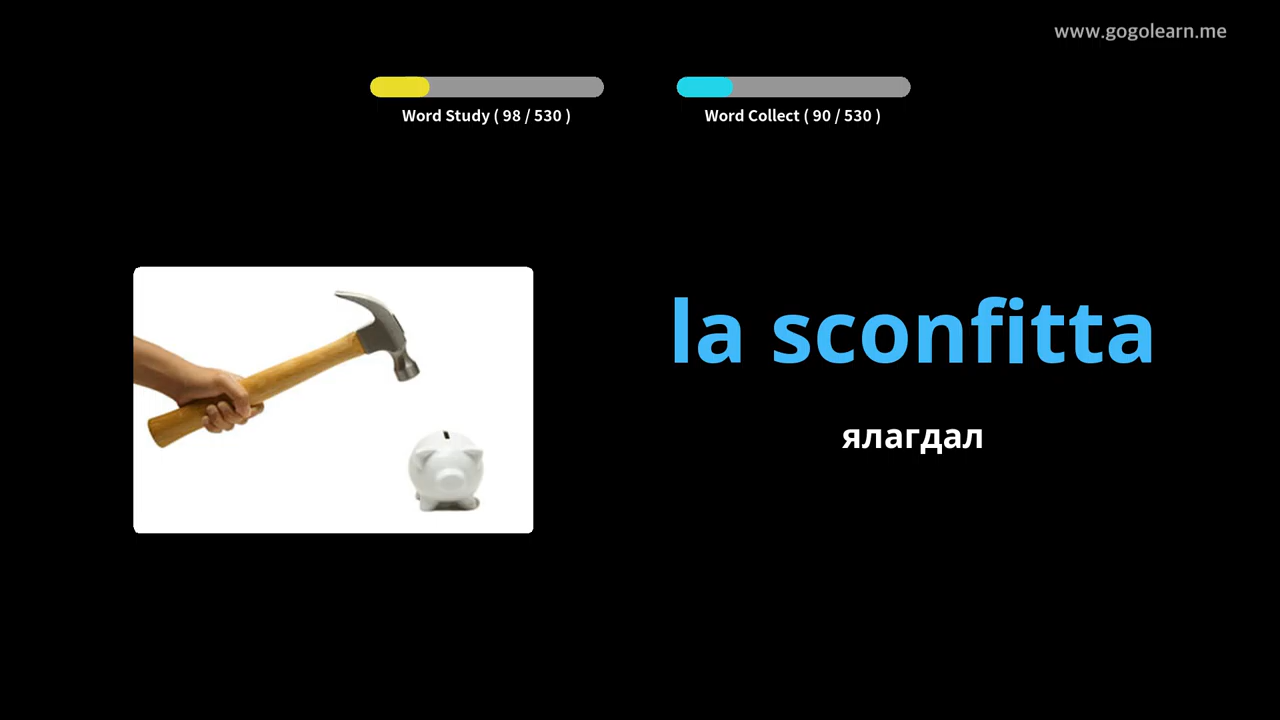 www.gogolearn.me
Word Study ( 98 / 530 )
Word Collect ( 90 / 530 )
la sconfitta
ялагдал